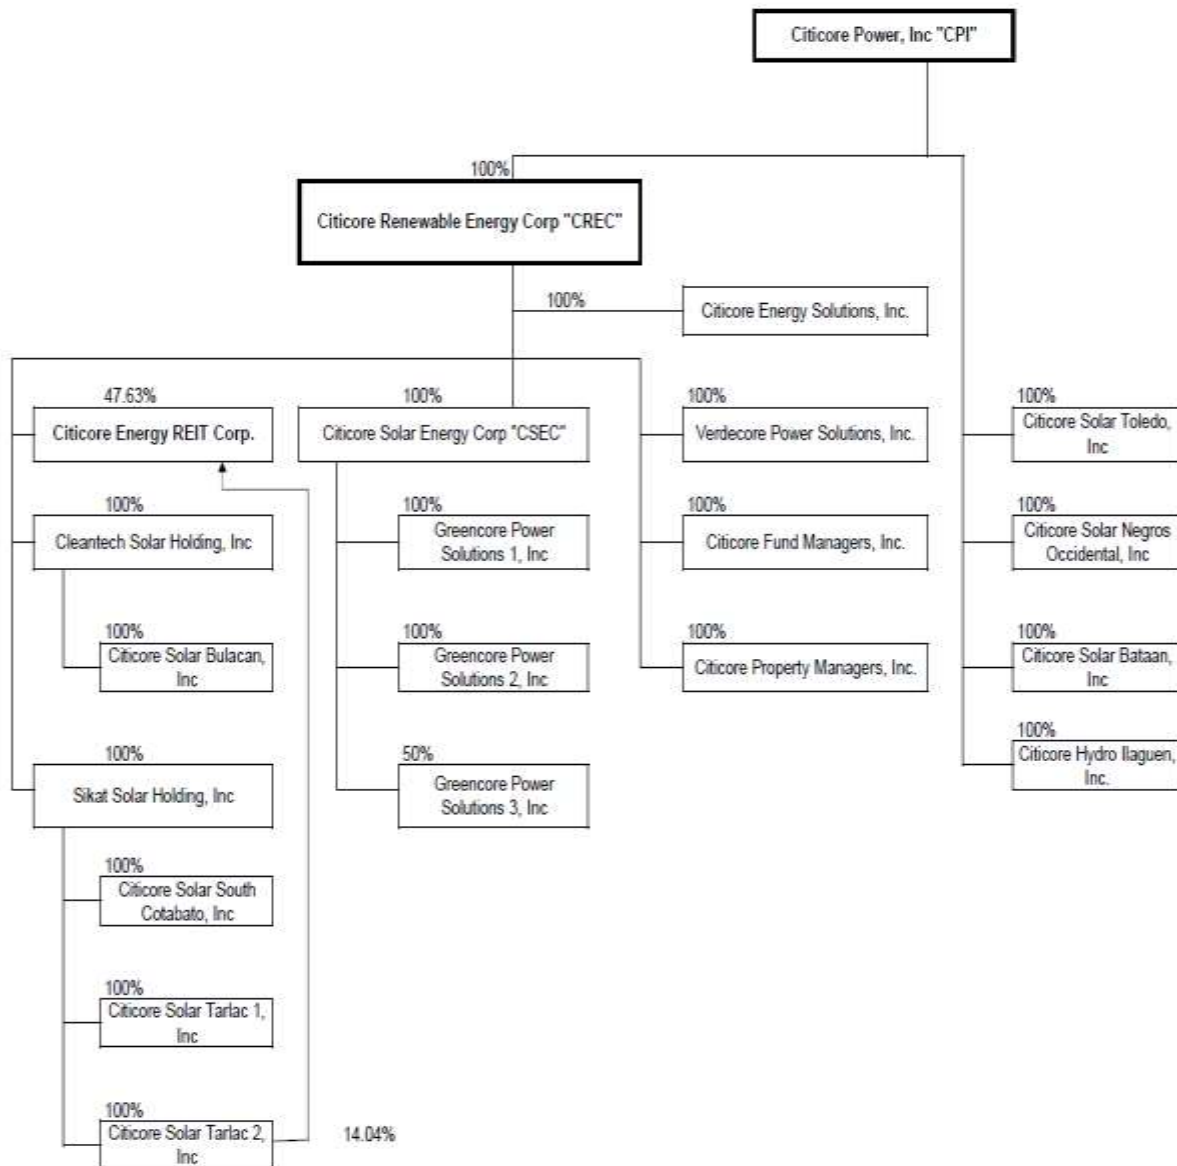 Citicore Power, Inc "CPI"
100%
Citicore Renewable Energy Corp "CREC"
100%
Citicore Energy Solutions, Inc.
47.63%
Citicore Energy REIT Corp.
100%
Citicore Solar Energy Corp "CSEC"
100%
Verdecore Power Solutions, Inc.
100%
Citicore Solar Toledo,
Inc
100%
Cleantech Solar Holding, Inc
100%
Greencore Power
Solutions 1, Inc
100%
Citicore Fund Managers, Inc.
100%
Citicore Solar Negros
Occidental, Inc
100%
Citicore Solar Bulacan,
Inc
100%
Greencore Power
Solutions 2, Inc
100%
Citicore Property Managers, Inc.
100%
Citicore Solar Bataan,
Inc
100%
Sikat Solar Holding, Inc
50%
Greencore Power
Solutions 3, Inc
100%
Citicore Hydro Ilaguen,
Inc.
100%
Citicore Solar South
Cotabato, Inc
100%
Citicore Solar Tarlac 1,
Inc
100%
Citicore Solar Tarlac 2,
Inc
14.04%